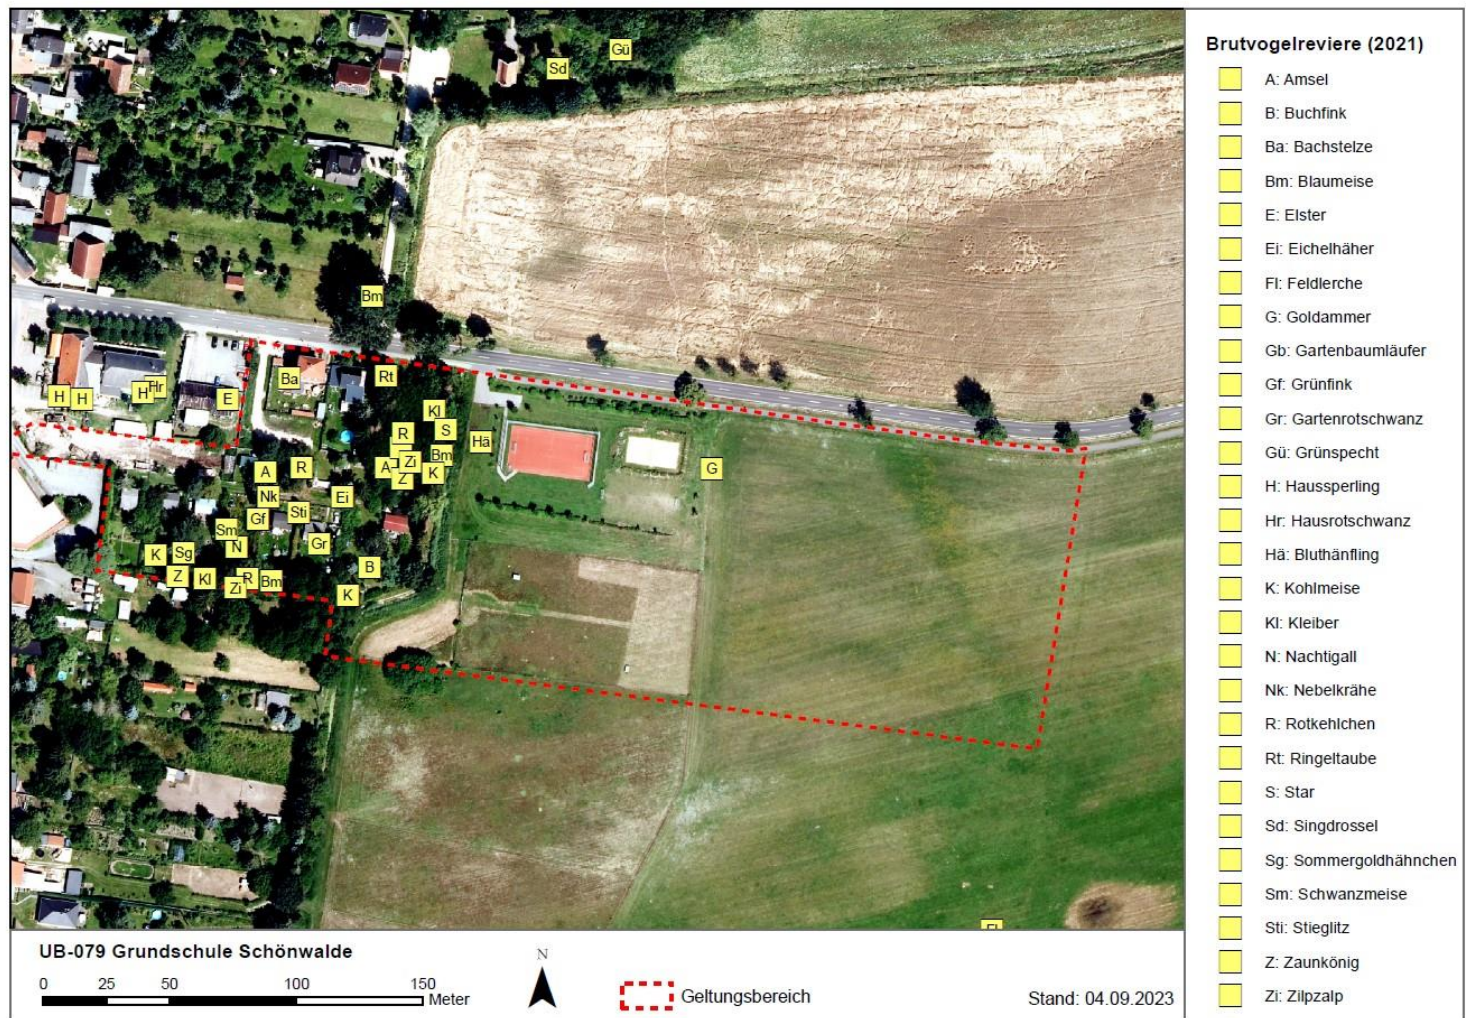 Gü
Sd
Bm
Rt
Ba
H
H
H
Hr
E
Kl
S
R
Hä
Bm
Zi
A
K
Z
G
A
R
Nk
Ei
Sti
Gf
Sm
N
Gr
K
Sg
B
Z
Kl
R
Zi
Bm
K
Fl
Brutvogelreviere (2021)
A: Amsel
B: Buchfink
Ba: Bachstelze
Bm: Blaumeise
E: Elster
Ei: Eichelhäher
Fl: Feldlerche
G: Goldammer
Gb: Gartenbaumläufer
Gf: Grünfink
Gr: Gartenrotschwanz
Gü: Grünspecht
H: Haussperling
Hr: Hausrotschwanz
Hä: Bluthänfling
K: Kohlmeise
Kl: Kleiber
N: Nachtigall
Nk: Nebelkrähe
R: Rotkehlchen
Rt: Ringeltaube
S: Star
Sd: Singdrossel
Sg: Sommergoldhähnchen
Sm: Schwanzmeise
Sti: Stieglitz
Z: Zaunkönig
Zi: Zilpzalp
UB-079 Grundschule Schönwalde
0 25 50 100 150
Meter
N
Geltungsbereich
Stand: 04.09.2023